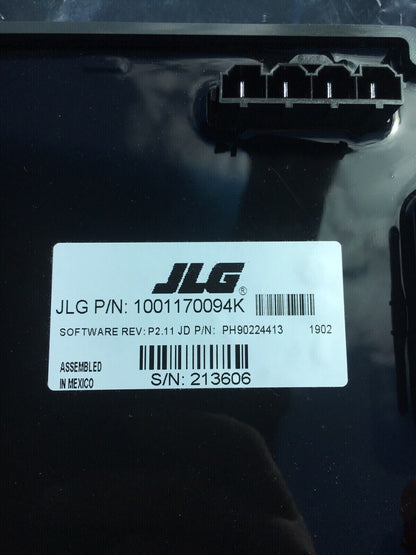 JLG®
JLG P/N: 1001170094K
SOFTWARE REV: P2.11 JD P/N: PH90224413 1902
ASSEMBLED
IN MEXICO
S/N: 213606